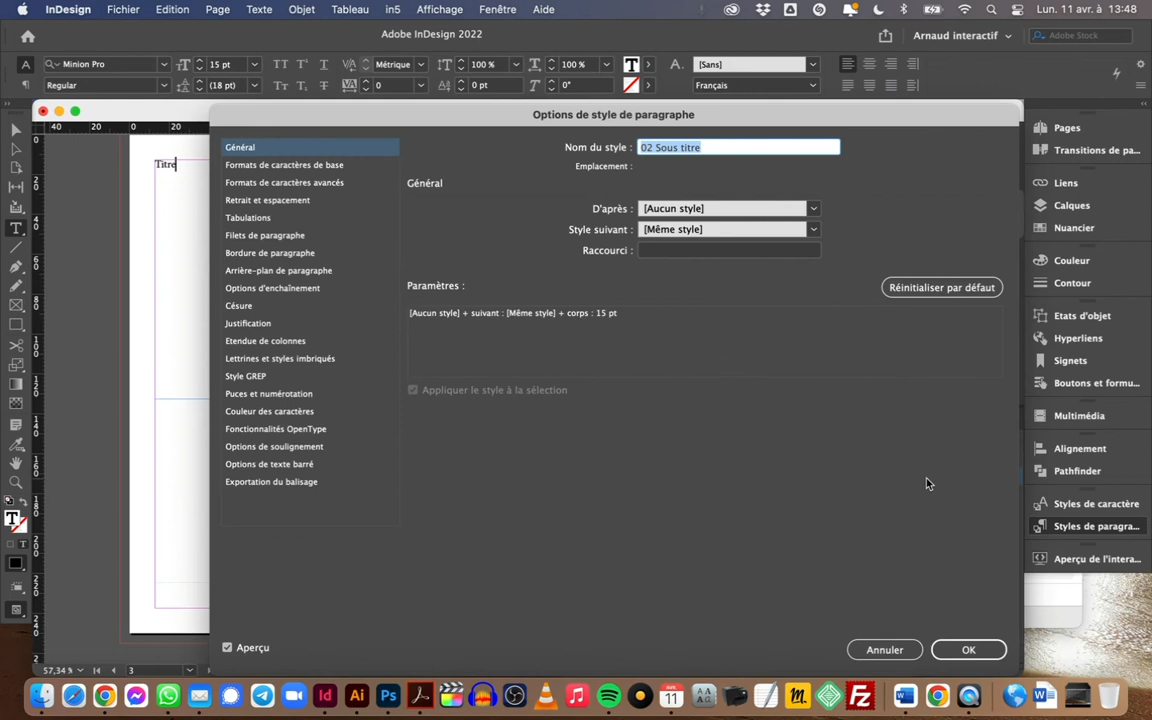 InDesign Fichier Edition Page Texte Objet Tableau in5 Affichage Fenêtre Aide Lun. 11 avr. à 13:48
Adobe InDesign 2022 Arnaud interactif Adobe Stock
A Minion Pro 15 pt Métrique 100 % 100 % T A. [Sans]
Regular (18 pt) 0 0 pt 0° Français
Options de style de paragraphe
40 20 0 20
Titre
Général
Formats de caractères de base
Formats de caractères avancés
Retrait et espacement
Tabulations
Filets de paragraphe
Bordure de paragraphe
Arrière-plan de paragraphe
Options d'enchaînement
Césure
Justification
Etendue de colonnes
Lettrines et styles imbriqués
Style GREP
Puces et numérotation
Couleur des caractères
Fonctionnalités OpenType
Options de soulignement
Options de texte barré
Exportation du balisage
Nom du style : 02 Sous titre
Emplacement :
Général
D'après : [Aucun style]
Style suivant : [Même style]
Raccourci :
Paramètres : Réinitialiser par défaut
[Aucun style] + suivant : [Même style] + corps : 15 pt
Appliquer le style à la sélection
Aperçu Annuler OK
Pages
Transitions de pa...
Liens
Calques
Nuancier
Couleur
Contour
Etats d'objet
Hyperliens
Signets
Boutons et formu...
Multimédia
Alignement
Pathfinder
Styles de caractère
Styles de paragra...
Aperçu de l'intera...
57,34 % 3